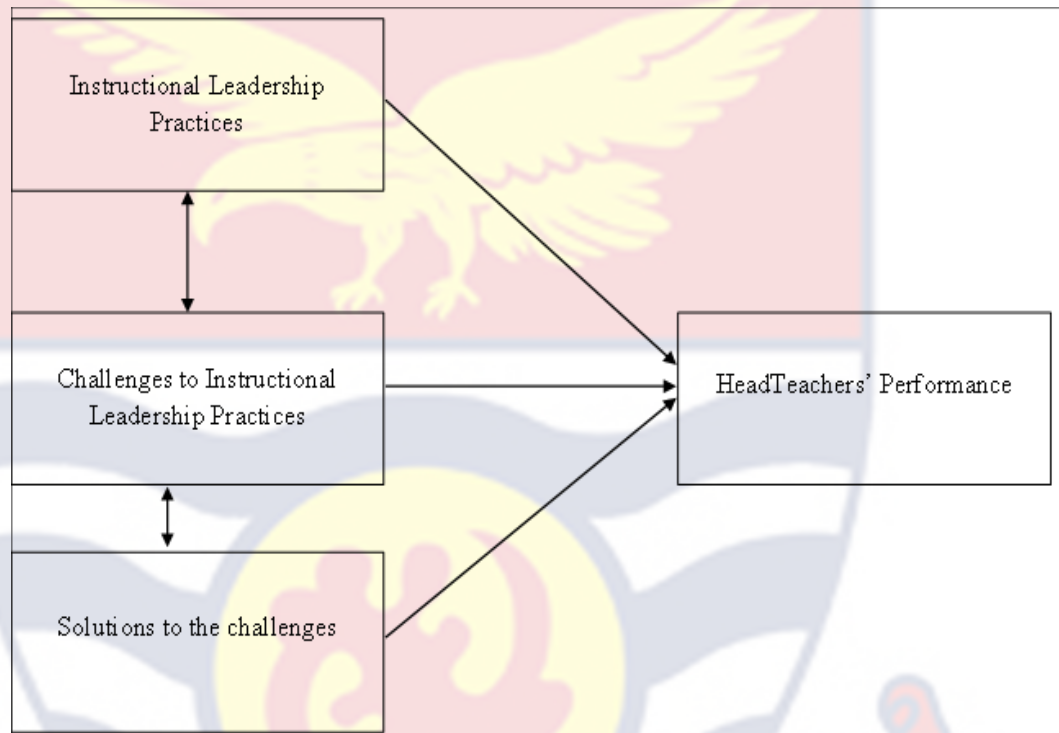 Instructional Leadership
Practices
Challenges to Instructional
Leadership Practices
HeadTeachers’ Performance
Solutions to the challenges